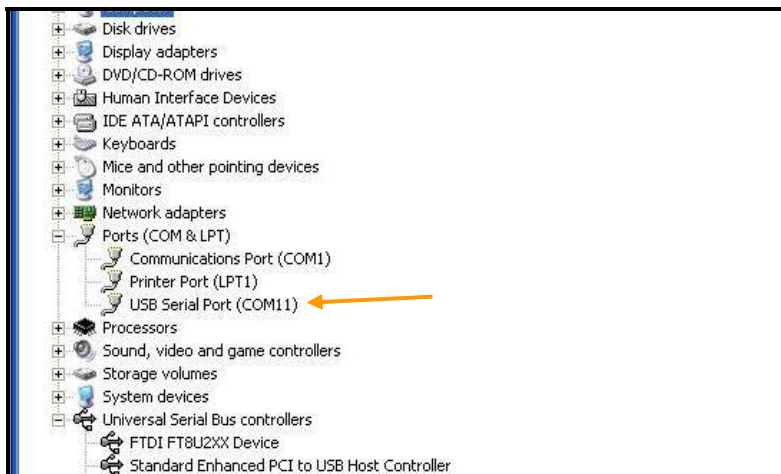 Computer
Disk drives
Display adapters
DVD/CD-ROM drives
Human Interface Devices
IDE ATA/ATAPI controllers
Keyboards
Mice and other pointing devices
Monitors
Network adapters
Ports (COM & LPT)
Communications Port (COM1)
Printer Port (LPT1)
USB Serial Port (COM11)
Processors
Sound, video and game controllers
Storage volumes
System devices
Universal Serial Bus controllers
FTDI FT8U2XX Device
Standard Enhanced PCI to USB Host Controller